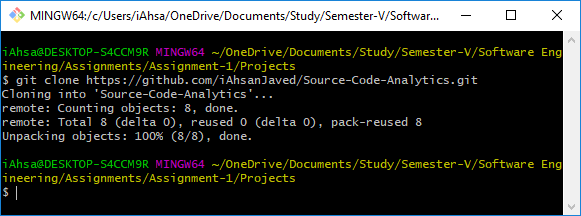 MINGW64:/c/Users/iAhsa/OneDrive/Documents/Study/Semester-V/Software...
iAhsa@DESKTOP-S4CCM9R MINGW64 ~/OneDrive/Documents/Study/Semester-V/Software Eng
ineering/Assignments/Assignment-1/Projects
$ git clone https://github.com/iAhsanJaved/Source-Code-Analytics.git
Cloning into 'Source-Code-Analytics'...
remote: Counting objects: 8, done.
remote: Total 8 (delta 0), reused 0 (delta 0), pack-reused 8
Unpacking objects: 100% (8/8), done.
iAhsa@DESKTOP-S4CCM9R MINGW64 ~/OneDrive/Documents/Study/Semester-V/Software Eng
ineering/Assignments/Assignment-1/Projects
$